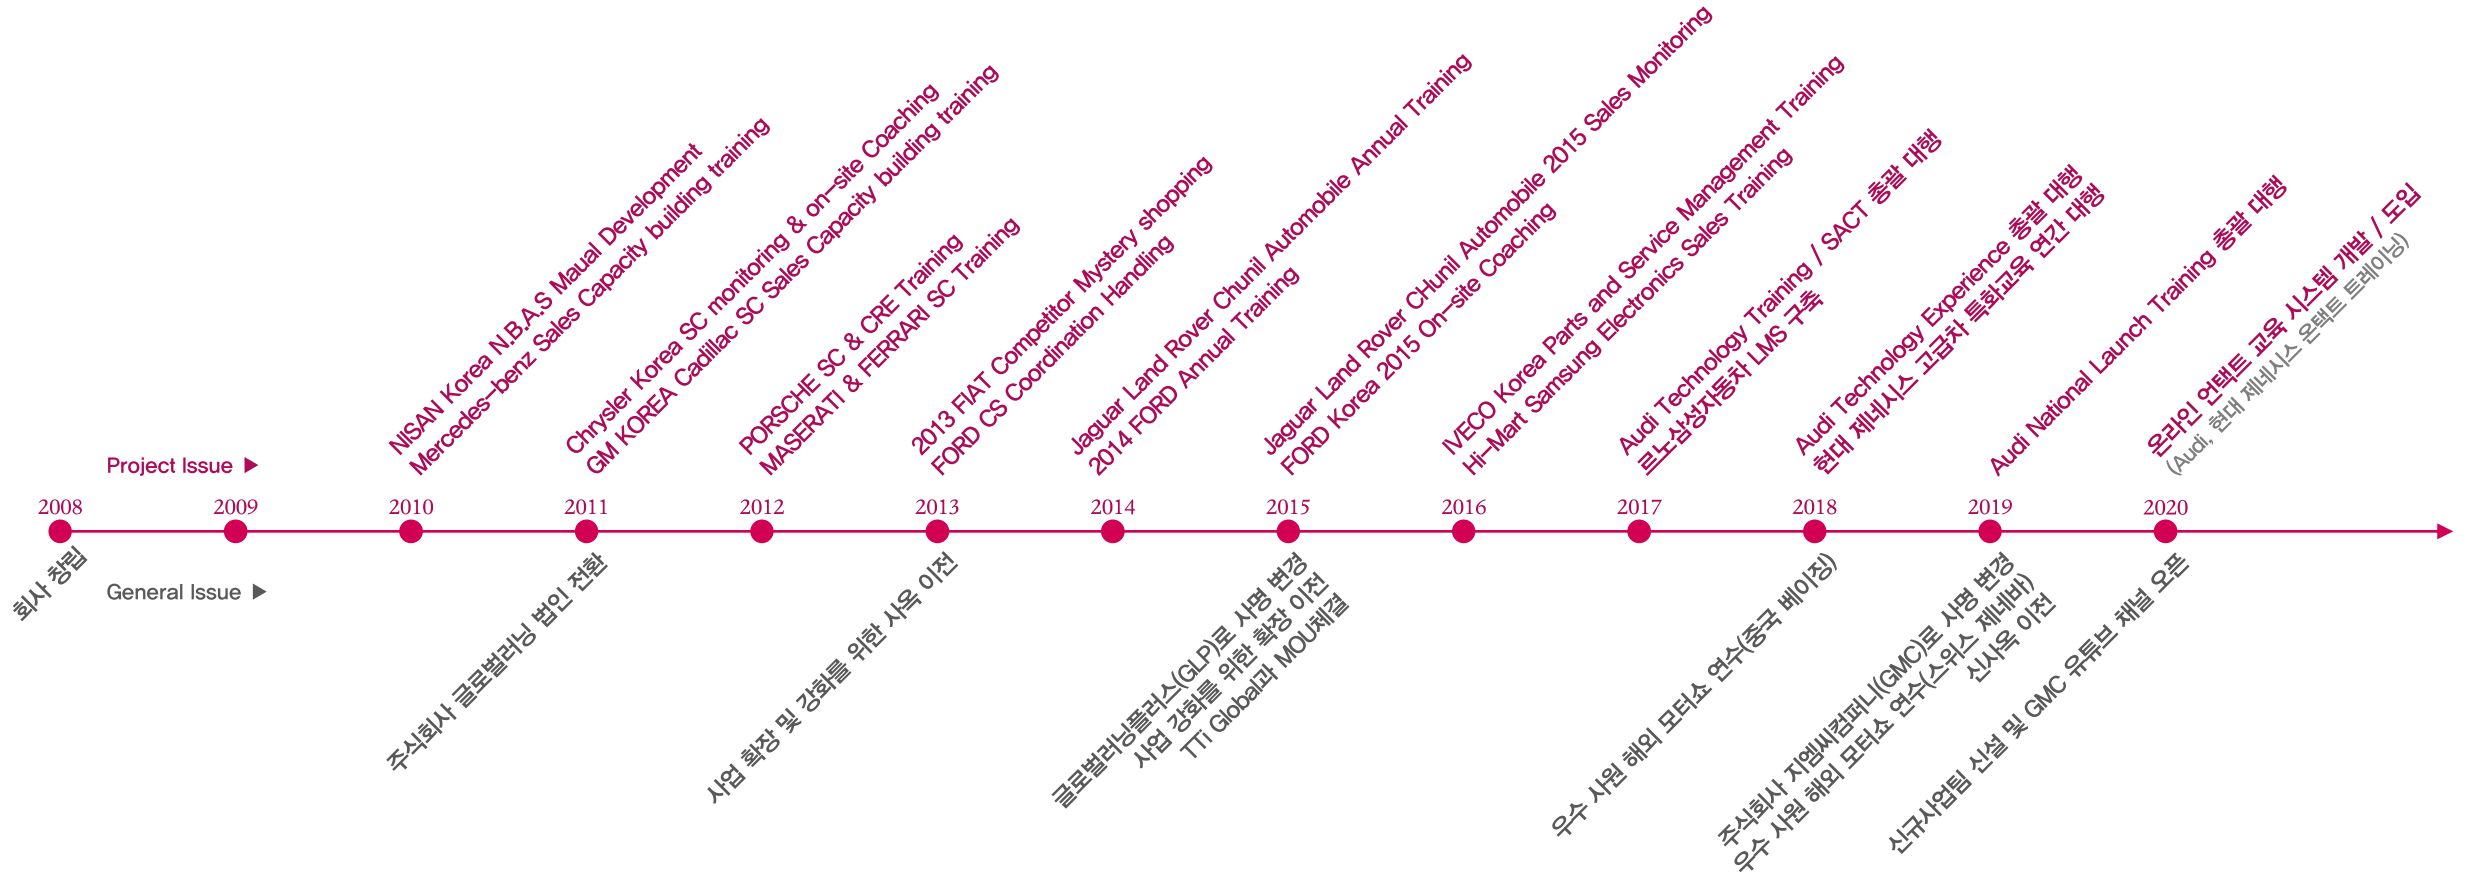 NISAN Korea N.B.A.S Maual Development
Mercedes-benz Sales Capacity building training
Chrysler Korea SC monitoring & on-site Coaching
GM KOREA Cadillac SC Sales Capacity building training
PORSCHE SC & CRE Training
MASERATI & FERRARI SC Training
2013 FIAT Competitor Mystery shopping
FORD CS Coordination Handling
Jaguar Land Rover Chunil Automobile Annual Training
2014 FORD Annual Training
Jaguar Land Rover CHunil Automobile 2015 Sales Monitoring
FORD Korea 2015 On-site Coaching
IVECO Korea Parts and Service Management Training
Hi-Mart Samsung Electronics Sales Training
Audi Technology Training / SACT 총괄 대행
르노삼성자동차 LMS 구축
Audi Technology Experience 총괄 대행
현대 제네시스 고급차 특화교육 연간 대행
Audi National Launch Training 총괄 대행
온라인 언택트 교육 시스템 개발 / 도입
(Audi, 현대 제네시스 온택트 트레이닝)
Project Issue ▶
2008 2009 2010 2011 2012 2013 2014 2015 2016 2017 2018 2019 2020
General Issue ▶
회사 창립
주식회사 글로벌러닝 법인 전환
사업 확장 및 강화를 위한 사옥 이전
글로벌러닝플러스(GLP)로 사명 변경
사업 강화를 위한 확장 이전
TTi Global과 MOU체결
우수 사원 해외 모터쇼 연수(중국 베이징)
주식회사 지엠씨컴퍼니(GMC)로 사명 변경
우수 사원 해외 모터쇼 연수(스위스 제네바)
신사옥 이전
신규사업팀 신설 및 GMC 유튜브 채널 오픈